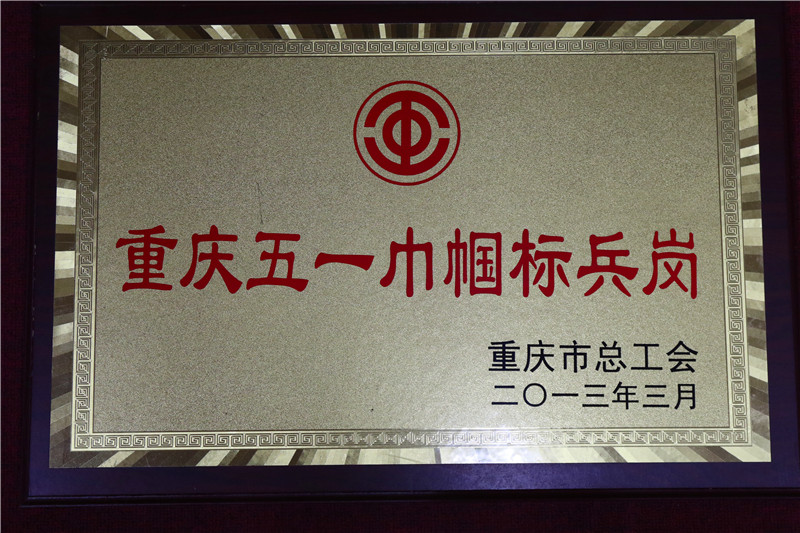 重庆五一巾帼标兵岗
重庆市总工会
二〇一三年三月